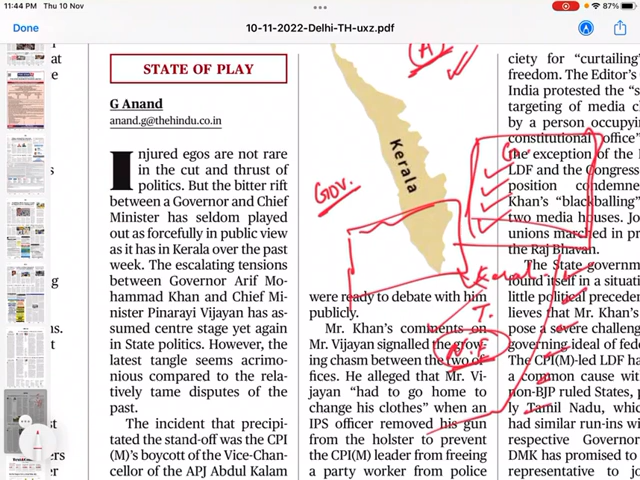 11:44 PM Thu 10 Nov
87%
Done
10-11-2022-Delhi-TH-uxz.pdf
STATE OF PLAY
G Anand
anand.g@thehindu.co.in
Injured egos are not rare
in the cut and thrust of
politics. But the bitter rift
between a Governor and Chief
Minister has seldom played
out as forcefully in public view
as it has in Kerala over the past
week. The escalating tensions
between Governor Arif Mo-
hammad Khan and Chief Mi-
nister Pinarayi Vijayan has as-
sumed centre stage yet again
in State politics. However, the
latest tangle seems acrimo-
nious compared to the rela-
tively tame disputes of the
past.
The incident that precipi-
tated the stand-off was the CPI
(M)'s boycott of the Vice-Chan-
cellor of the APJ Abdul Kalam
Kerala
GOV.
Keral
T.
were ready to debate with him
publicly.
Mr. Khan's comments on
Mr. Vijayan signalled the grow-
ing chasm between the two of-
fices. He alleged that Mr. Vi-
jayan "had to go home to
change his clothes" when an
IPS officer removed his gun
from the holster to prevent
the CPI(M) leader from freeing
a party worker from police
ciety for "curtailing
freedom. The Editor's
India protested the "s
targeting of media ch
by a person occupyin
constitutional office"
the exception of the
LDF and the Congress
position condemne
Khan's "blackballing"
two media houses. Jo
unions marched in pr
the Raj Bhavan.
The State governm
found itself in a situati
little political preceden
lieves that Mr. Khan's
pose a severe challeng
governing ideal of fede
The CPI(M)-led LDF ha
a common cause with
non-BJP ruled States, p
ly Tamil Nadu, whic
had similar run-ins wi
respective Governo
DMK has promised to
representative to jo